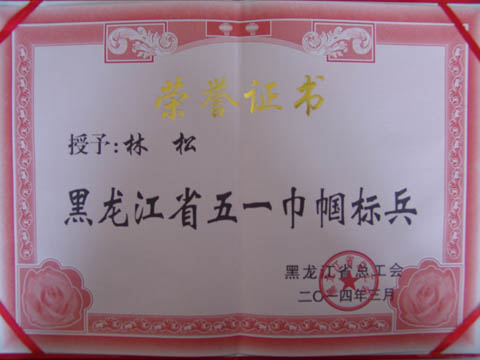 荣誉证书
授予:林 松
黑龙江省五一巾帼标兵
黑龙江省总工会
二〇一四年三月